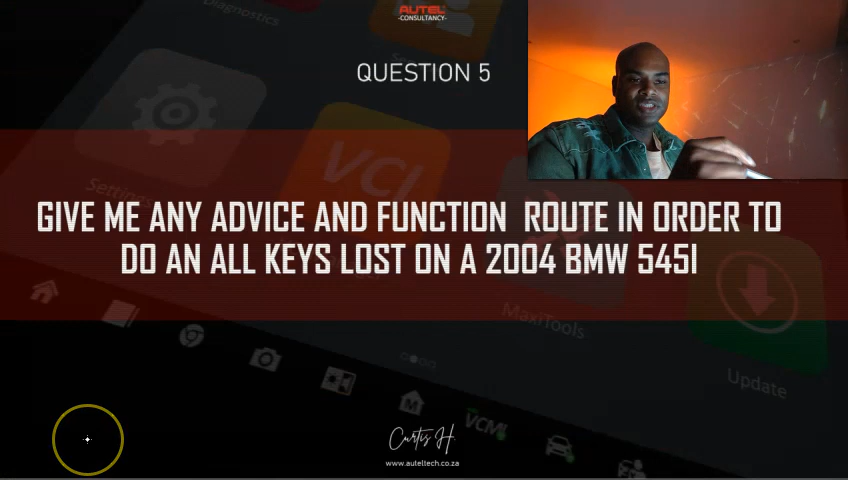 AUTEL
-CONSULTANCY-
Diagnostics
QUESTION 5
VCI
Settings
GIVE ME ANY ADVICE AND FUNCTION ROUTE IN ORDER TO
DO AN ALL KEYS LOST ON A 2004 BMW 545I
MaxiTools
Update
M
VCMI
Curtis H.
www.auteltech.co.za